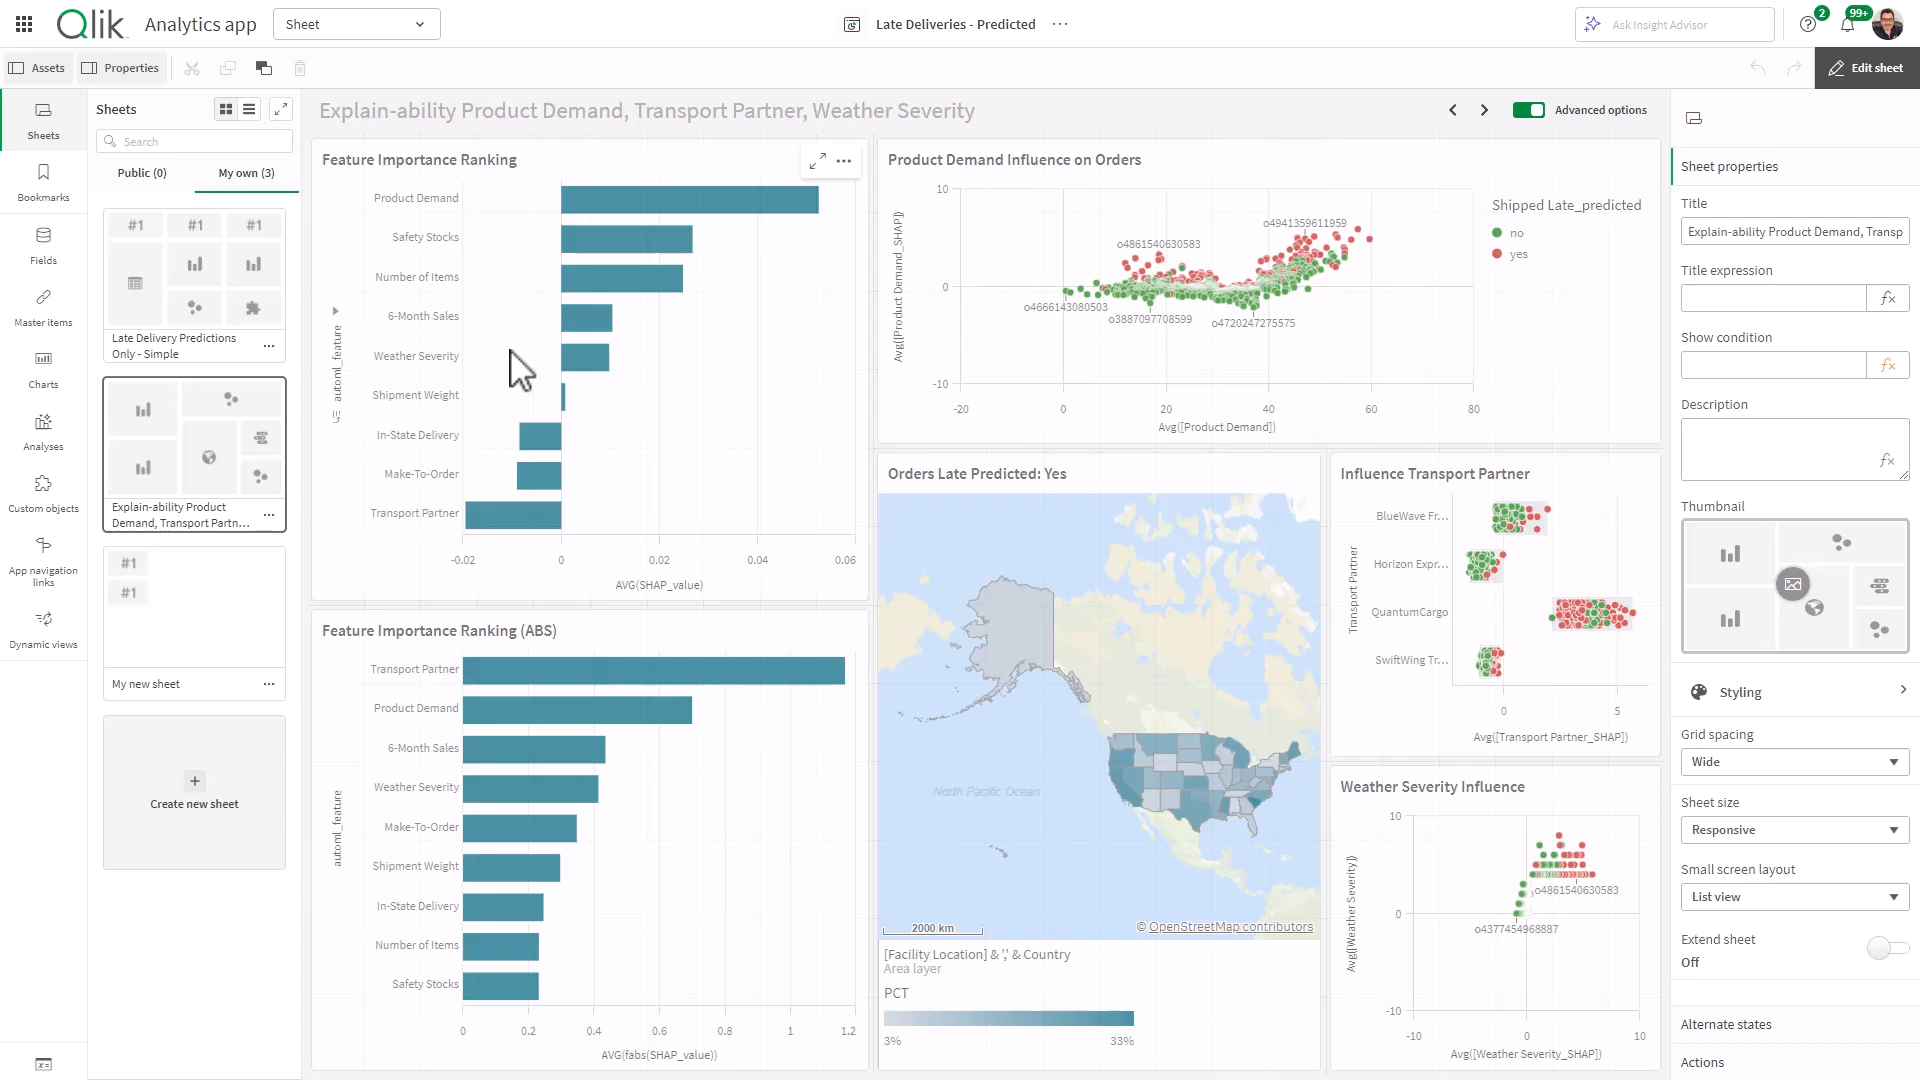 Qlik
Analytics app
Sheet
Late Deliveries - Predicted
...
Ask Insight Advisor
2
99+
Assets
Properties
Edit sheet
Sheets
Bookmarks
Fields
Master items
Charts
Analyses
Custom objects
App navigation
links
Dynamic views
Sheets
Search
Public (0)
My own (3)
#1
#1
#1
Late Delivery Predictions
Only - Simple
...
Explain-ability Product
Demand, Transport Partn...
...
#1
#1
My new sheet
...
+
Create new sheet
Explain-ability Product Demand, Transport Partner, Weather Severity
Advanced options
Feature Importance Ranking
...
automl_feature
Product Demand
Safety Stocks
Number of Items
6-Month Sales
Weather Severity
Shipment Weight
In-State Delivery
Make-To-Order
Transport Partner
-0.02
0
0.02
0.04
0.06
AVG(SHAP_value)
Feature Importance Ranking (ABS)
automl_feature
Transport Partner
Product Demand
6-Month Sales
Weather Severity
Make-To-Order
Shipment Weight
In-State Delivery
Number of Items
Safety Stocks
0
0.2
0.4
0.6
0.8
1
1.2
AVG(fabs(SHAP_value))
Product Demand Influence on Orders
Avg([Product Demand_SHAP])
10
0
-10
o4861540630583
o4941359611959
o4666143080503
o3887097708599
o4720247275575
-20
0
20
40
60
80
Avg([Product Demand])
Shipped Late_predicted
no
yes
Orders Late Predicted: Yes
North Pacific Ocean
2000 km
© OpenStreetMap contributors
[Facility Location] & ',' & Country
Area layer
PCT
3%
33%
Influence Transport Partner
Transport Partner
BlueWave Fr...
Horizon Expr...
QuantumCargo
SwiftWing Tr...
0
5
Avg([Transport Partner_SHAP])
Weather Severity Influence
Avg([Weather Severity])
10
0
-10
o4861540630583
o4377454968887
-10
0
10
Avg([Weather Severity_SHAP])
Sheet properties
Title
Explain-ability Product Demand, Transp
Title expression
fx
Show condition
fx
Description
fx
Thumbnail
Styling
Grid spacing
Wide
Sheet size
Responsive
Small screen layout
List view
Extend sheet
Off
Alternate states
Actions